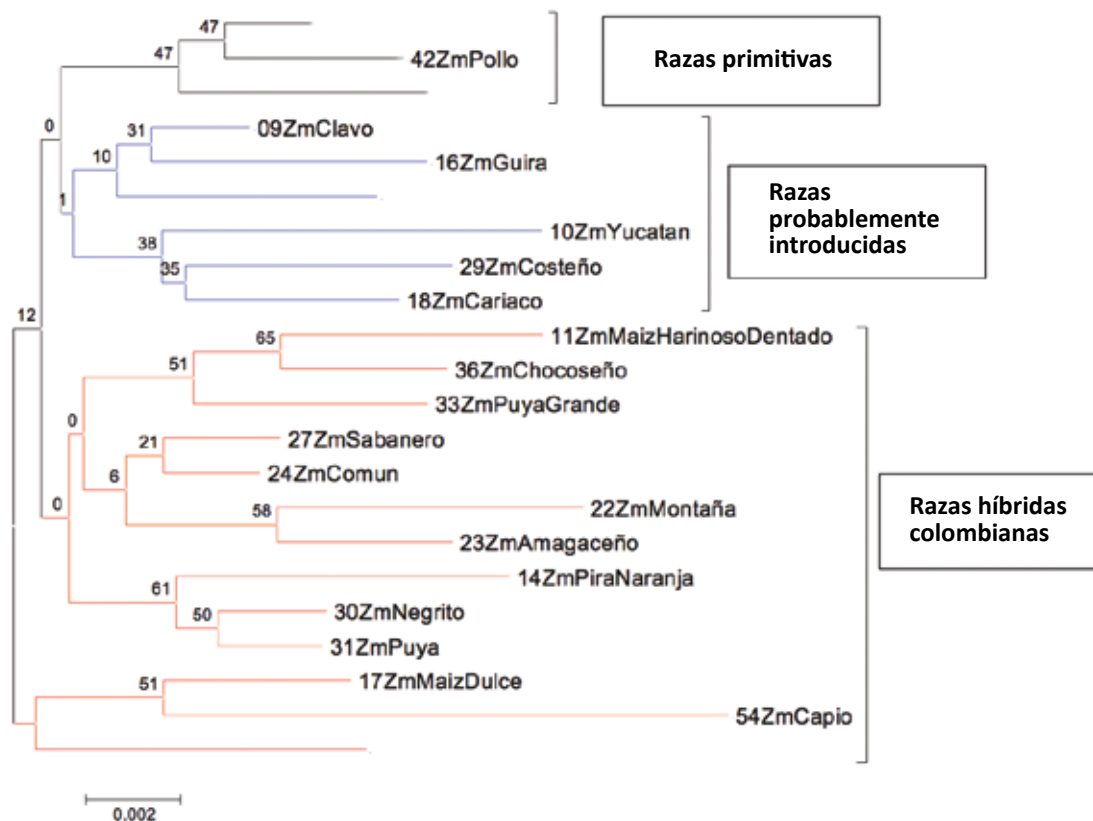 47
47
42ZmPollo
Razas primitivas
0
09ZmClavo
31
10
16ZmGuira
Razas
probablemente
introducidas
1
10ZmYucatan
38
29ZmCosteño
35
18ZmCariaco
12
11ZmMaizHarinosoDentado
65
51
36ZmChocoseño
33ZmPuyaGrande
0
27ZmSabanero
21
24ZmComun
6
22ZmMontaña
58
23ZmAmagaceño
Razas híbridas
colombianas
0
14ZmPiraNaranja
61
30ZmNegrito
50
31ZmPuya
17ZmMaizDulce
51
54ZmCapio
0.002